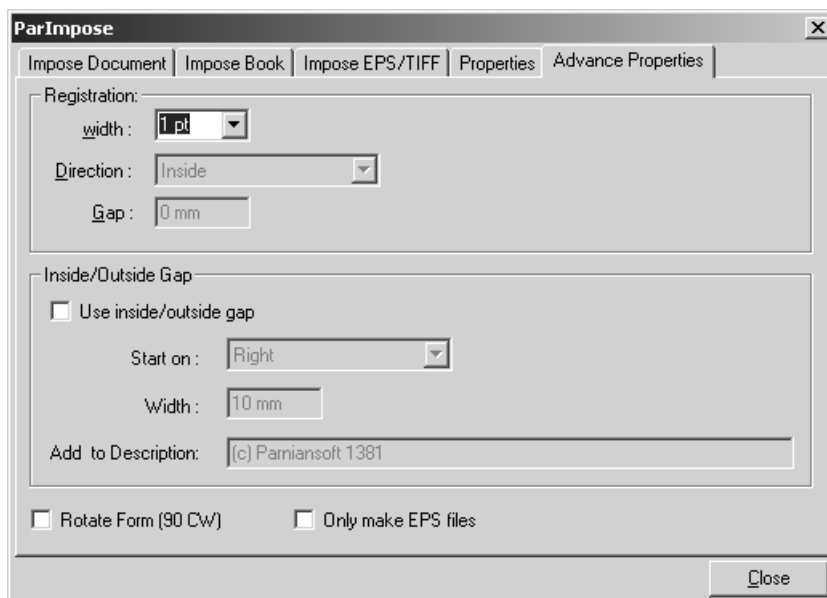 ParImpose
Impose Document Impose Book Impose EPS/TIFF Properties Advance Properties
Registration:
width : 1 pt
Direction : Inside
Gap : 0 mm
Inside/Outside Gap
Use inside/outside gap
Start on : Right
Width : 10 mm
Add to Description: (c) Parniansoft 1381
Rotate Form (90 CW) Only make EPS files
Close